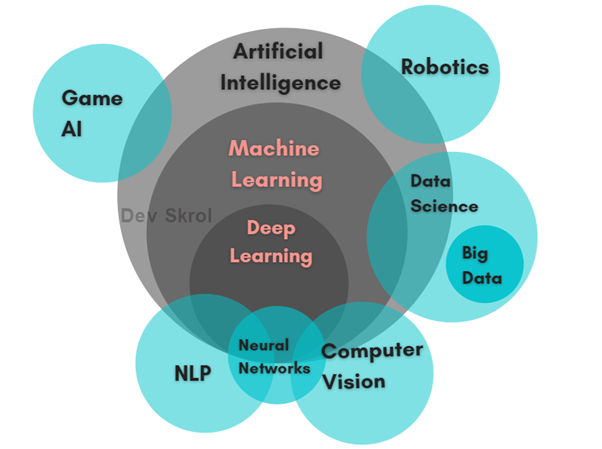 Artificial
Intelligence
Robotics
Game
AI
Machine
Learning
Data
Science
Dev Skrol
Deep
Learning
Big
Data
Neural
Networks
Computer
Vision
NLP